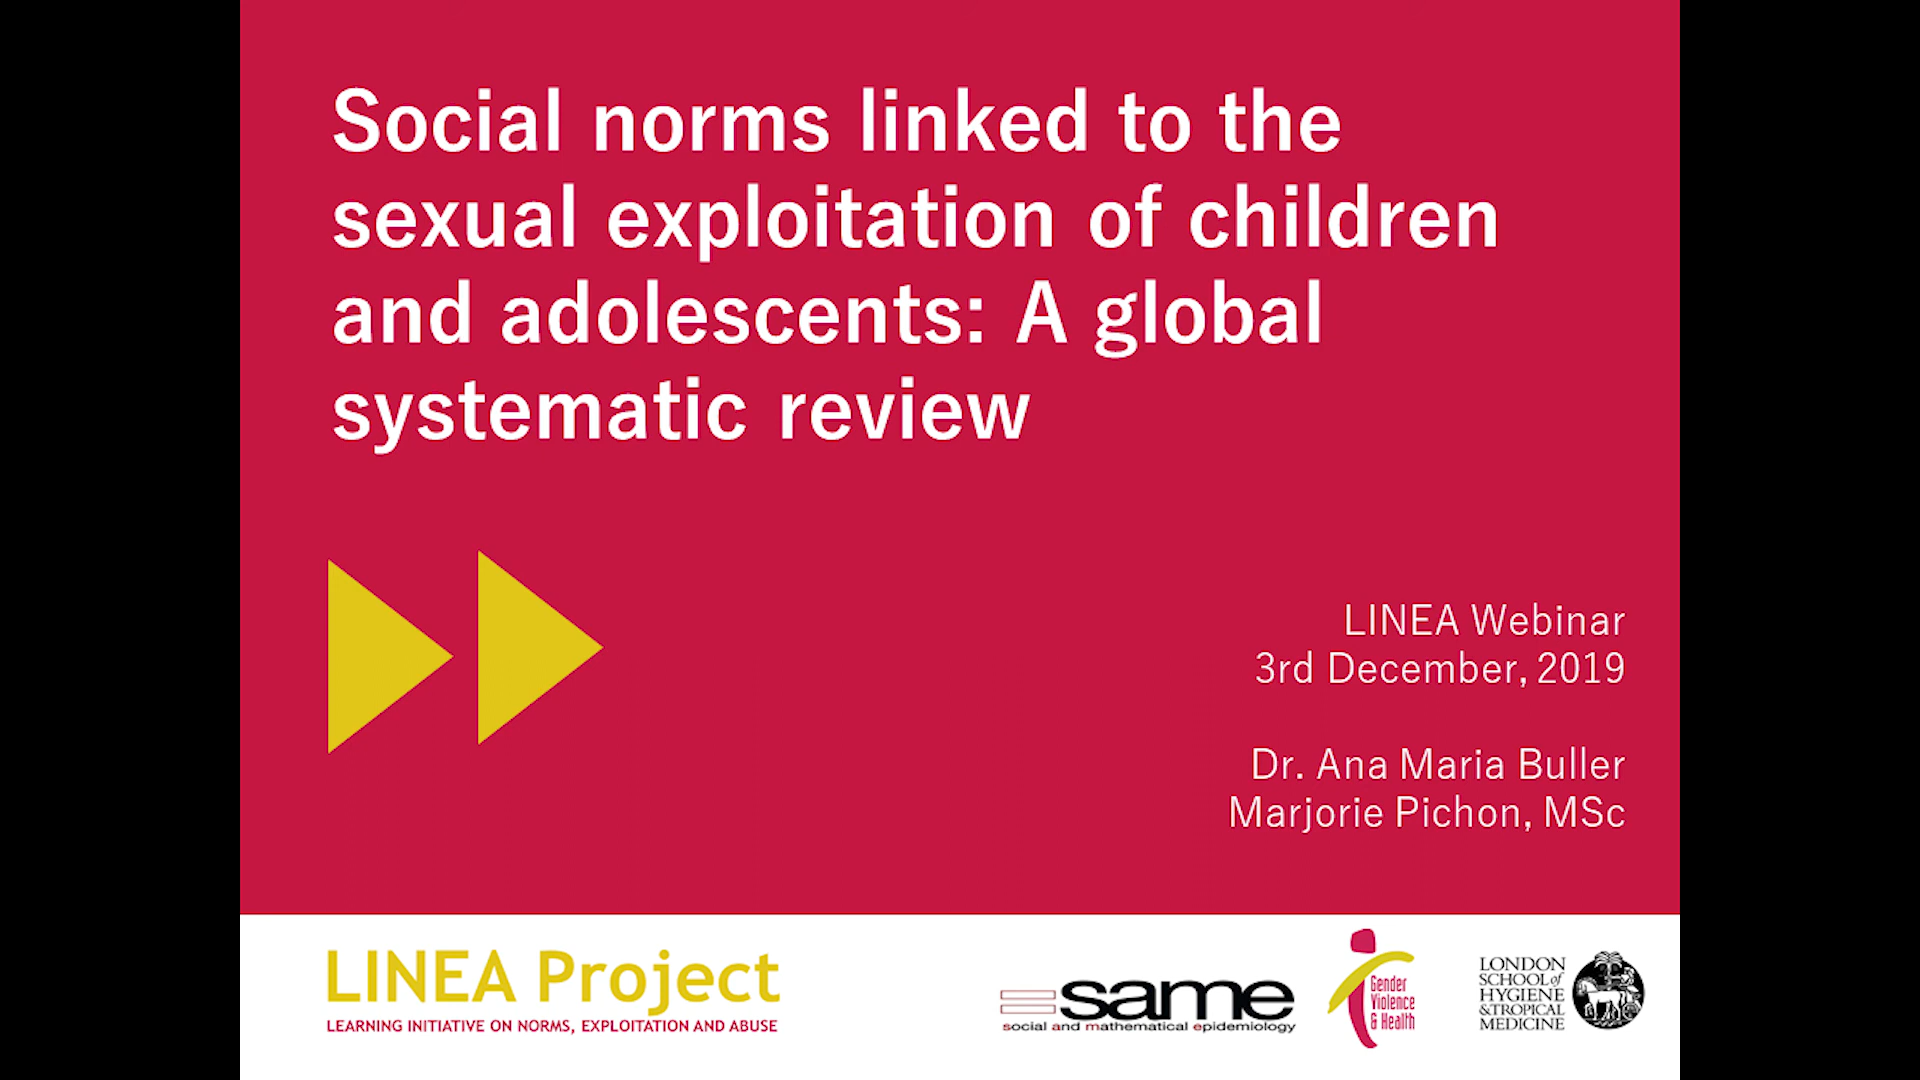 Social norms linked to the
sexual exploitation of children
and adolescents: A global
systematic review
LINEA Webinar
3rd December, 2019
Dr. Ana Maria Buller
Marjorie Pichon, MSc
LINEA Project
LEARNING INITIATIVE ON NORMS, EXPLOITATION AND ABUSE
same
social and mathematical epidemiology
Gender
Violence
& Health
LONDON
SCHOOL of
HYGIENE
& TROPICAL
MEDICINE